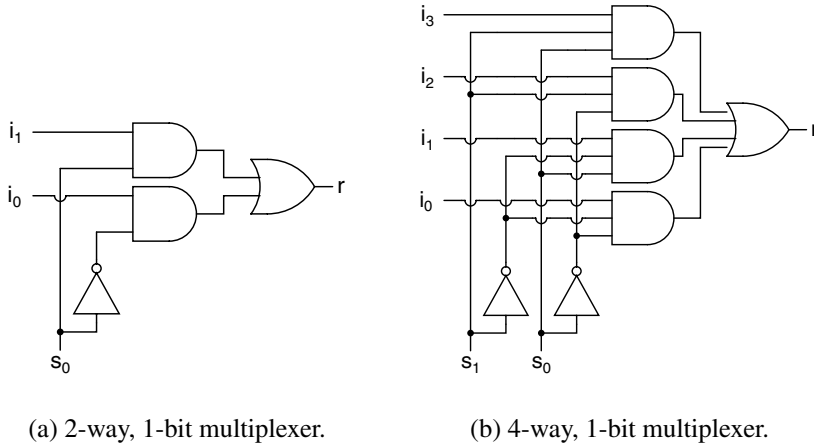 i1
i0
r
s0
i3
i2
i1
i0
r
s1
s0
(a) 2-way, 1-bit multiplexer.
(b) 4-way, 1-bit multiplexer.